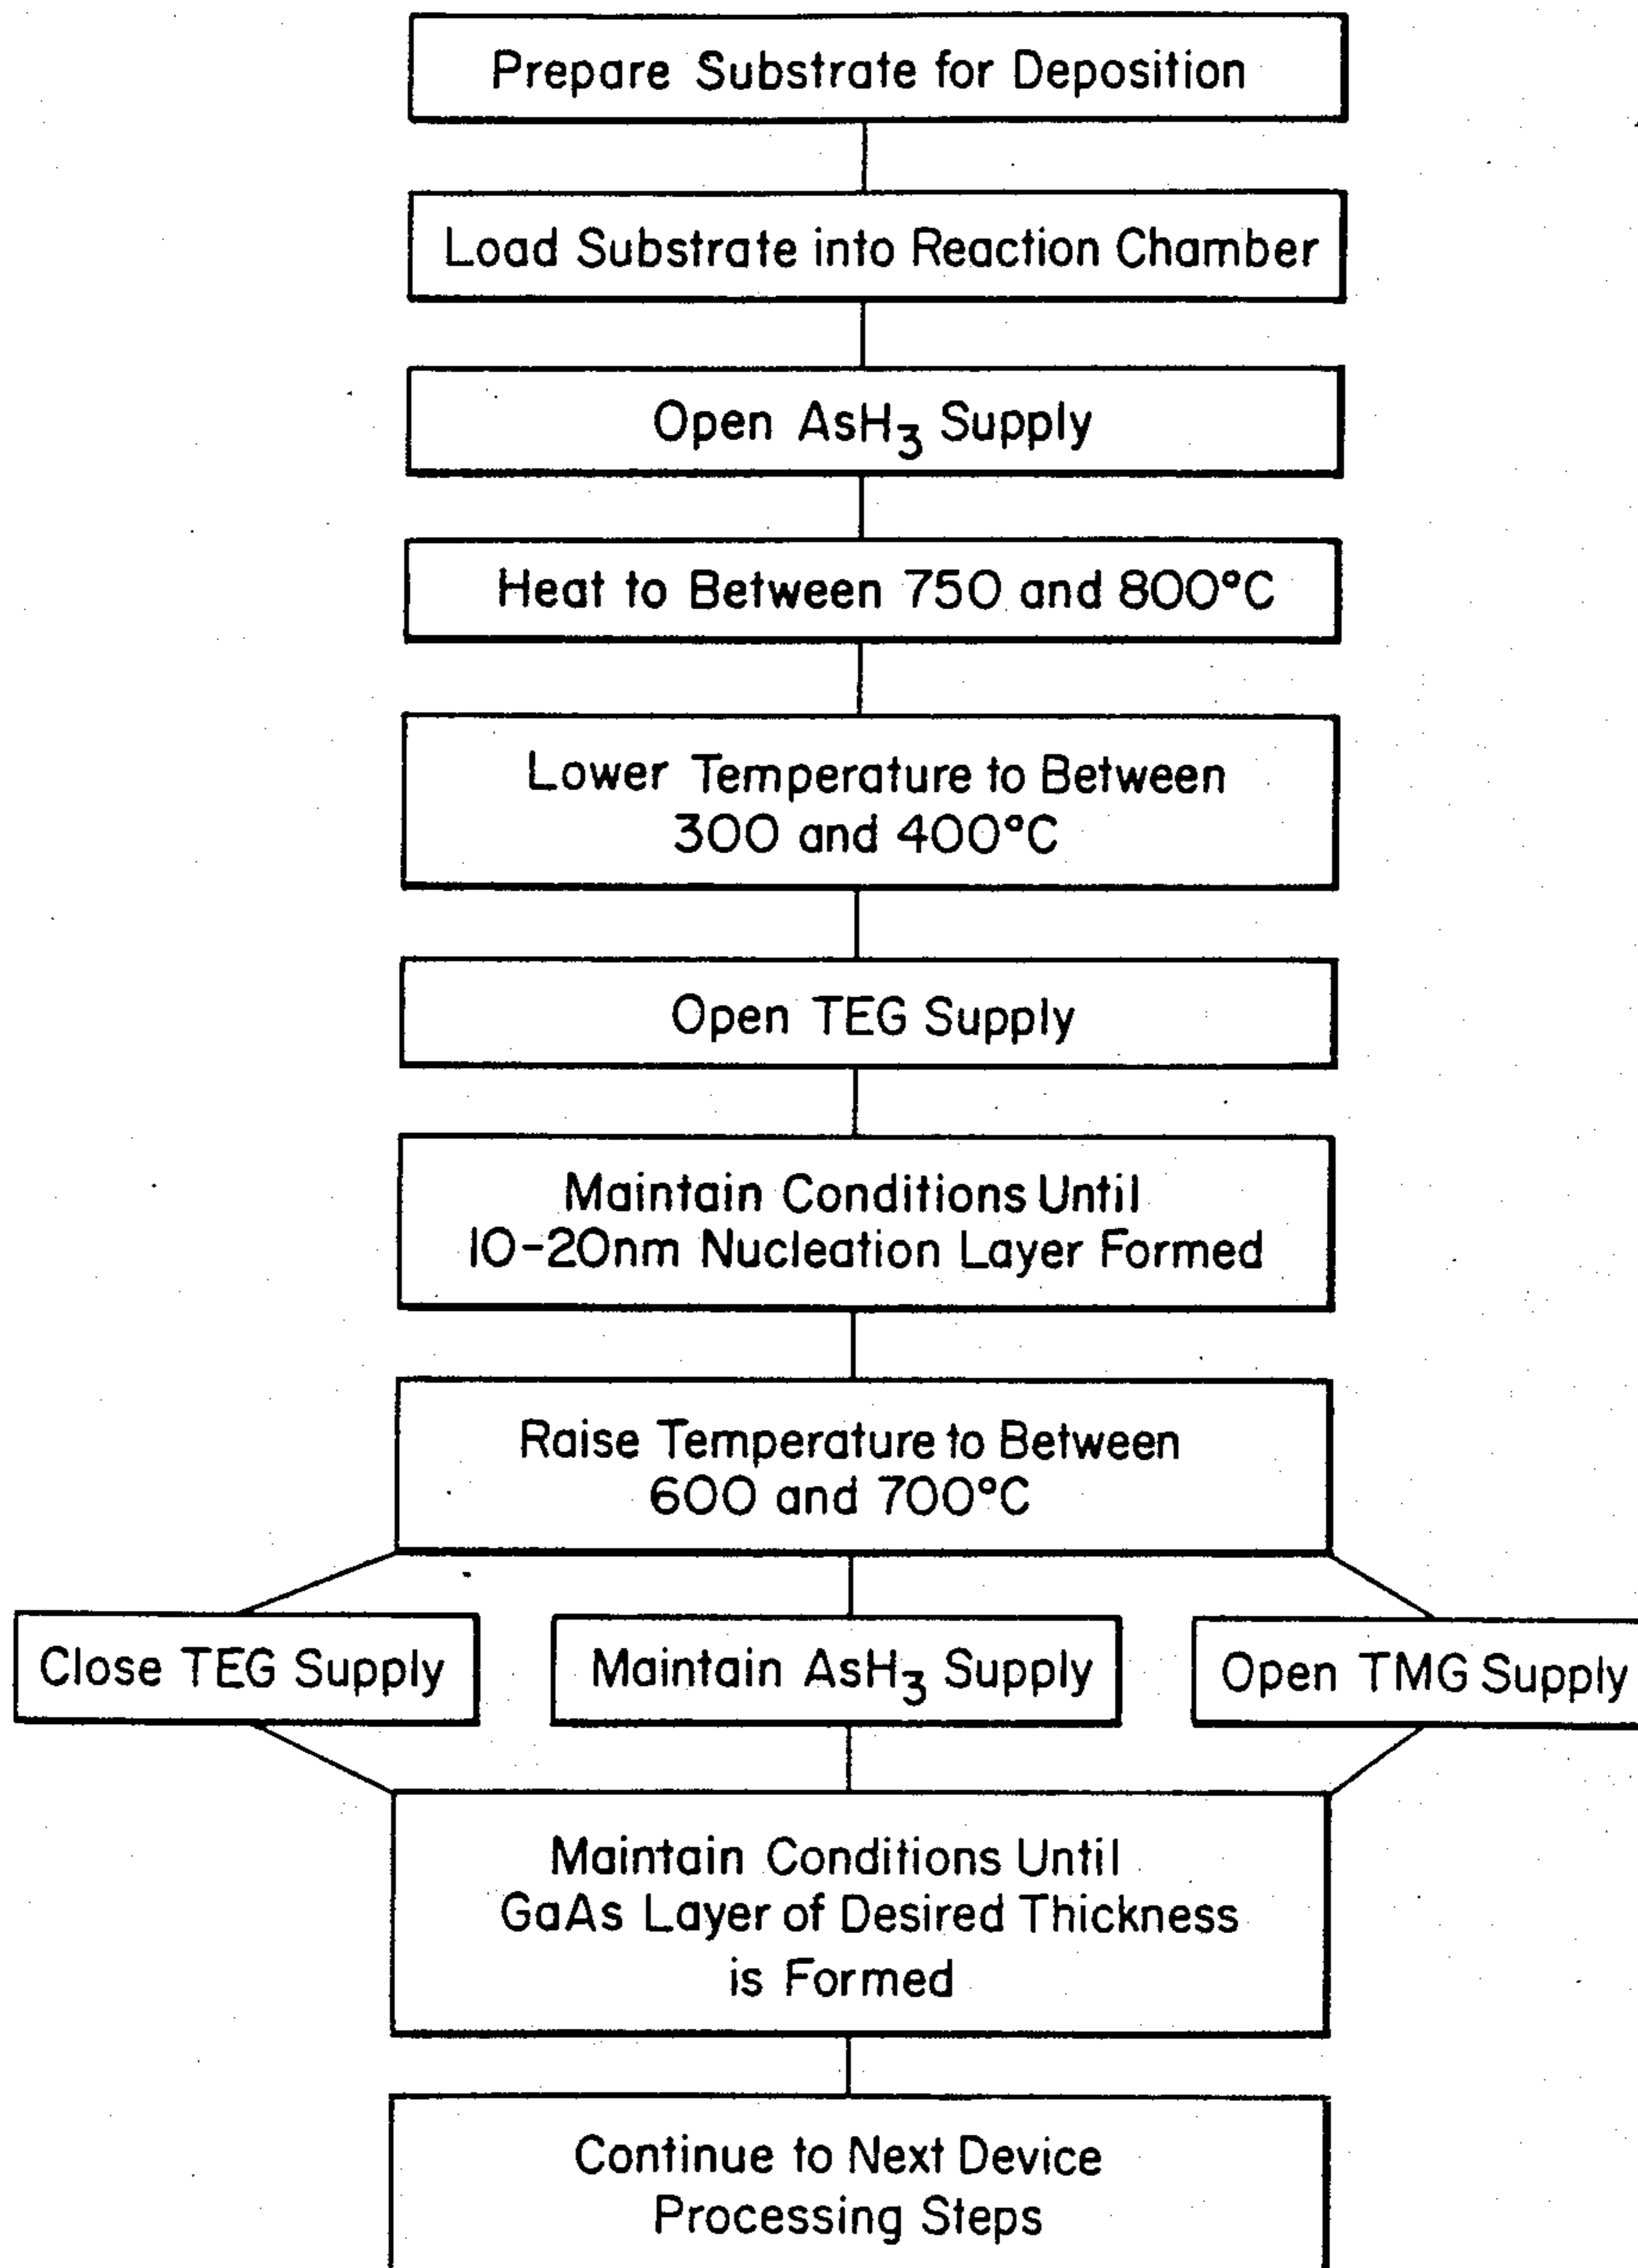 Prepare Substrate for Deposition
Load Substrate into Reaction Chamber
Open AsH₃ Supply
Heat to Between 750 and 800°C
Lower Temperature to Between
300 and 400°C
Open TEG Supply
Maintain Conditions Until
10-20nm Nucleation Layer Formed
Raise Temperature to Between
600 and 700°C
Close TEG Supply
Maintain AsH₃ Supply
Open TMG Supply
Maintain Conditions Until
GaAs Layer of Desired Thickness
is Formed
Continue to Next Device
Processing Steps